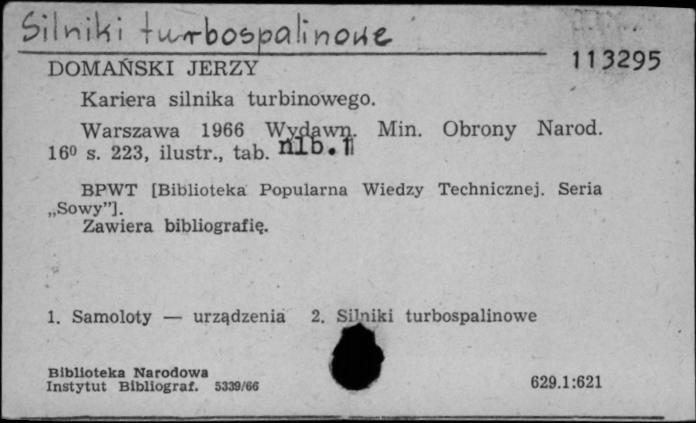 Silniki turbospalinowe
113295
DOMAŃSKI JERZY
Kariera silnika turbinowego.
Warszawa 1966 Wydawn. Min. Obrony Narod.
16⁰ s. 223, ilustr., tab. nlb. 1
BPWT [Biblioteka Popularna Wiedzy Technicznej. Seria
„Sowy"].
Zawiera bibliografię.
1. Samoloty — urządzenia 2. Silniki turbospalinowe
Biblioteka Narodowa
Instytut Bibliograf. 5339/66
629.1:621